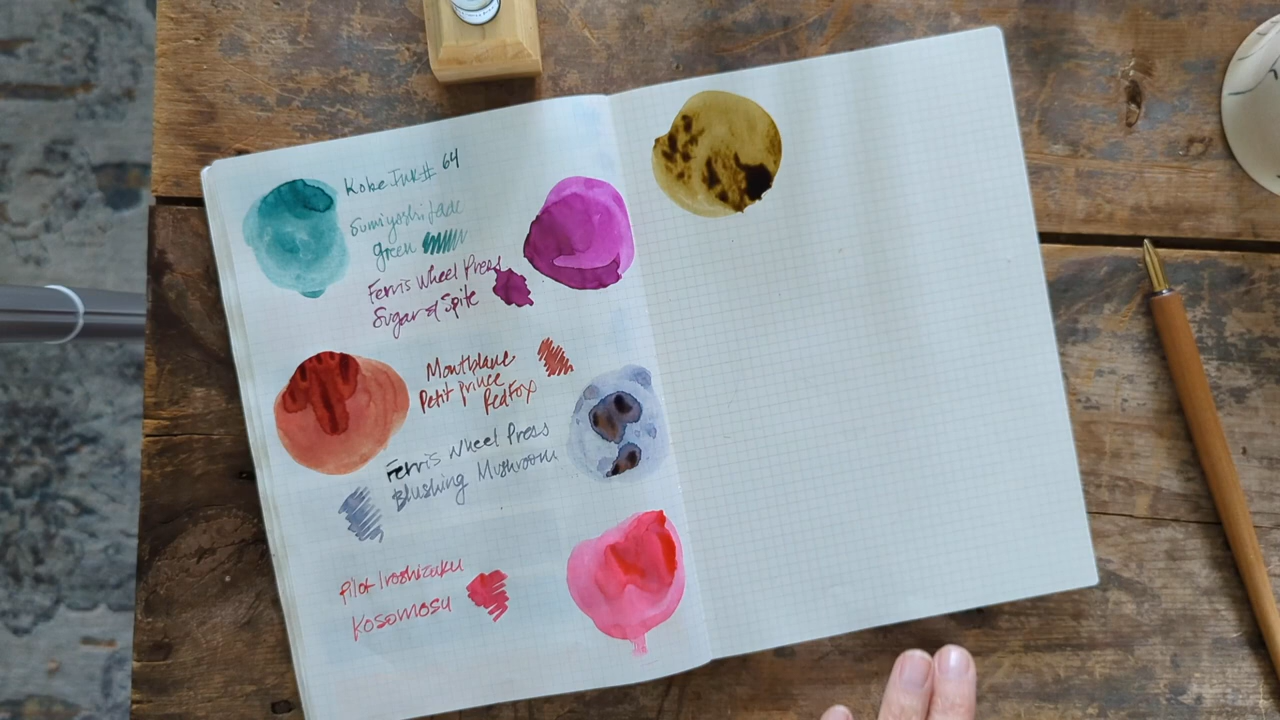 Kobe Ink# 64
Sumiyoshi Jade
green
Ferris Wheel Press
Sugar & Spite
Montblanc
Petit prince
Red Fox
Ferris Wheel Press
Blushing Mushroom
Pilot Iroshizuku
Kosomosu